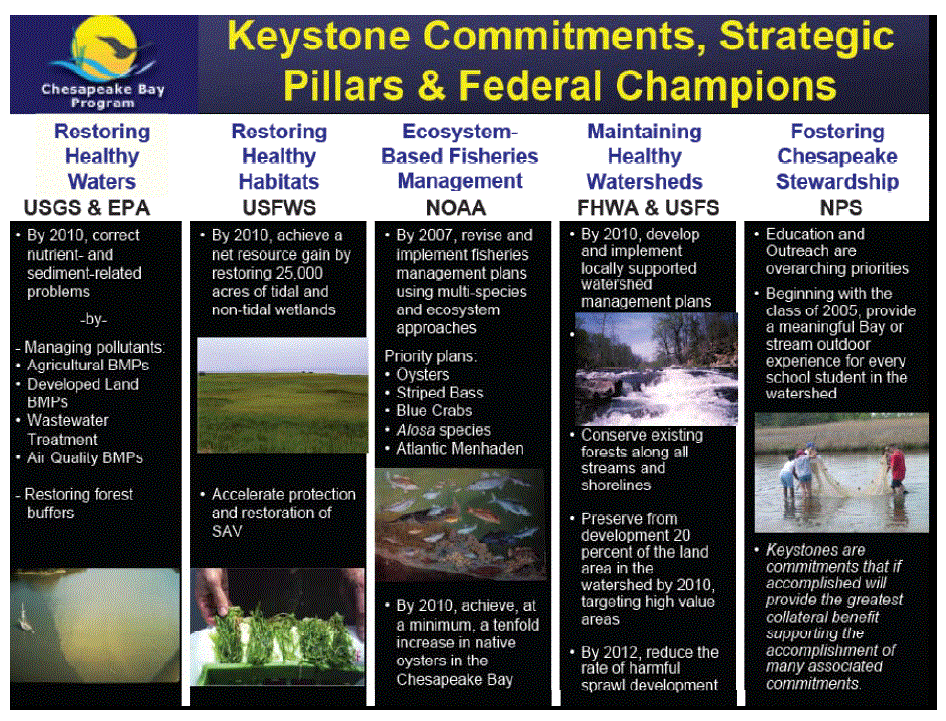 Chesapeake Bay
Program
Keystone Commitments, Strategic
Pillars & Federal Champions
Restoring
Healthy
Waters
USGS & EPA
• By 2010, correct
nutrient- and
sediment-related
problems
-by-
- Managing pollutants:
• Agricultural BMPs
• Developed Land
BMPs
• Wastewater
Treatment
• Air Quality BMPs
- Restoring forest
buffers
Restoring
Healthy
Habitats
USFWS
• By 2010, achieve a
net resource gain by
restoring 25,000
acres of tidal and
non-tidal wetlands
• Accelerate protection
and restoration of
SAV
Ecosystem-
Based Fisheries
Management
NOAA
• By 2007, revise and
implement fisheries
management plans
using multi-species
and ecosystem
approaches
Priority plans:
• Oysters
• Striped Bass
• Blue Crabs
• Alosa species
• Atlantic Menhaden
• By 2010, achieve, at
a minimum, a tenfold
increase in native
oysters in the
Chesapeake Bay
Maintaining
Healthy
Watersheds
FHWA & USFS
• By 2010, develop
and implement
locally supported
watershed
management plans
•
• Conserve existing
forests along all
streams and
shorelines
• Preserve from
development 20
percent of the land
area in the
watershed by 2010,
targeting high value
areas
• By 2012, reduce the
rate of harmful
sprawl development
Fostering
Chesapeake
Stewardship
NPS
• Education and
Outreach are
overarching priorities
• Beginning with the
class of 2005, provide
a meaningful Bay or
stream outdoor
experience for every
school student in the
watershed
• Keystones are
commitments that if
accomplished will
provide the greatest
collateral benefit
supporting the
accomplishment of
many associated
commitments.